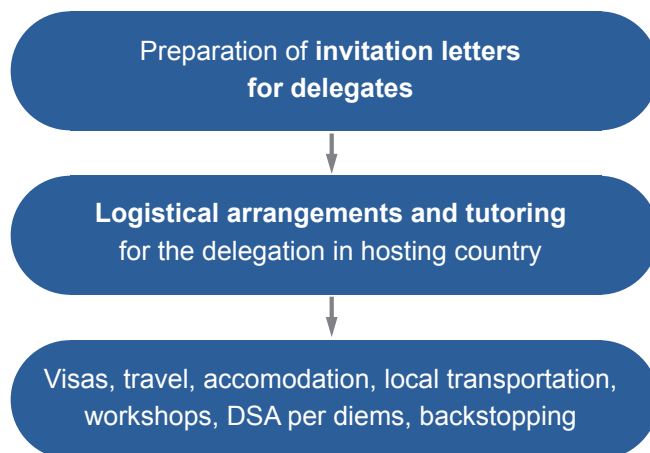 Preparation of invitation letters
for delegates
Logistical arrangements and tutoring
for the delegation in hosting country
Visas, travel, accomodation, local transportation,
workshops, DSA per diems, backstopping